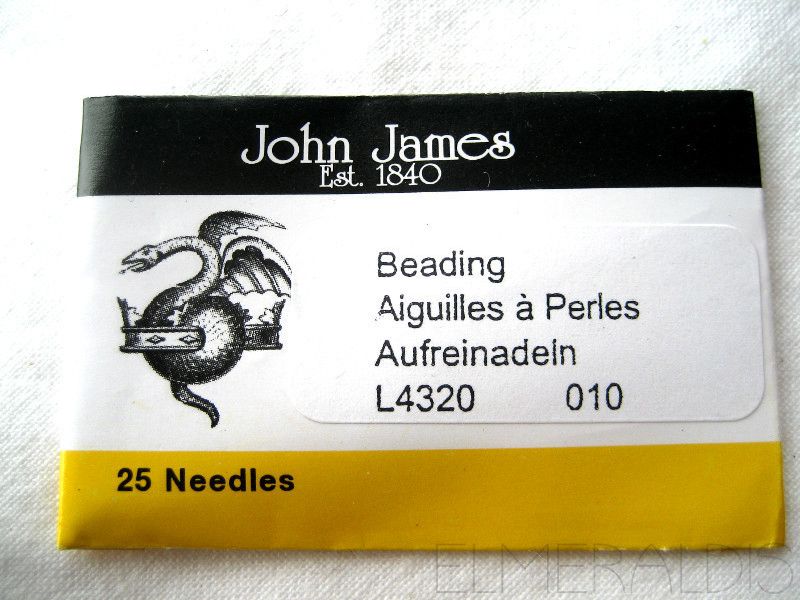 John James
Est. 1840
Beading
Aiguilles à Perles
Aufreinadeln
L4320 010
25 Needles
ELMERALDIS